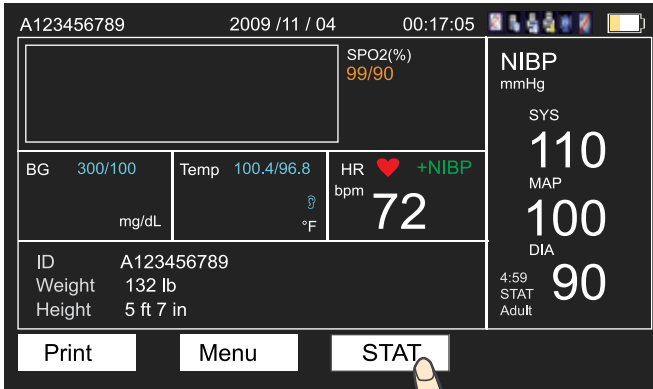 A123456789 2009 /11 / 04 00:17:05
SPO2(%)
99/90
BG 300/100
mg/dL
Temp 100.4/96.8
°F
HR +NIBP
bpm 72
ID A123456789
Weight 132 lb
Height 5 ft 7 in
NIBP
mmHg
SYS
110
MAP
100
DIA
90
4:59
STAT
Adult
Print Menu STAT